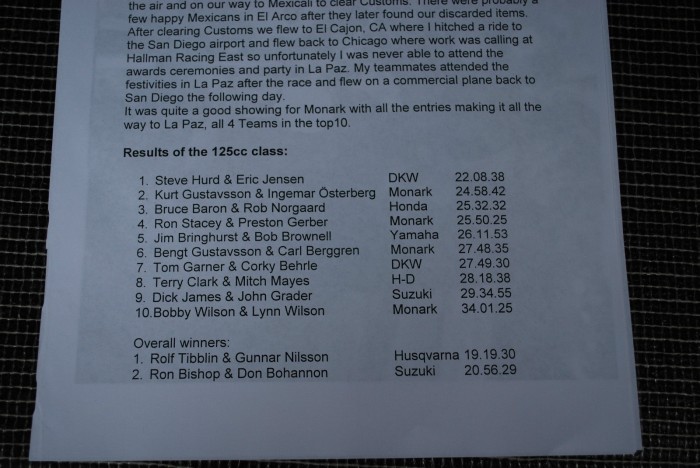 the air and on our way to Mexicali to clear Customs. There were probably a
few happy Mexicans in El Arco after they later found our discarded items.
After clearing Customs we flew to El Cajon, CA where I hitched a ride to
the San Diego airport and flew back to Chicago where work was calling at
Hallman Racing East so unfortunately I was never able to attend the
awards ceremonies and party in La Paz. My teammates attended the
festivities in La Paz after the race and flew on a commercial plane back to
San Diego the following day.
It was quite a good showing for Monark with all the entries making it all the
way to La Paz, all 4 Teams in the top10.
Results of the 125cc class:
1. Steve Hurd & Eric Jensen DKW 22.08.38
2. Kurt Gustavsson & Ingemar Österberg Monark 24.58.42
3. Bruce Baron & Rob Norgaard Honda 25.32.32
4. Ron Stacey & Preston Gerber Monark 25.50.25
5. Jim Bringhurst & Bob Brownell Yamaha 26.11.53
6. Bengt Gustavsson & Carl Berggren Monark 27.48.35
7. Tom Garner & Corky Behrle DKW 27.49.30
8. Terry Clark & Mitch Mayes H-D 28.18.38
9. Dick James & John Grader Suzuki 29.34.55
10.Bobby Wilson & Lynn Wilson Monark 34.01.25
Overall winners:
1. Rolf Tibblin & Gunnar Nilsson Husqvarna 19.19.30
2. Ron Bishop & Don Bohannon Suzuki 20.56.29